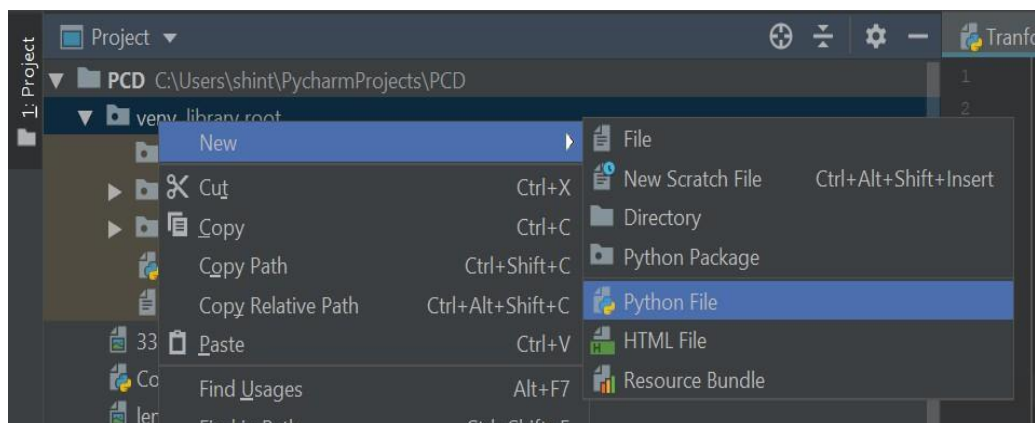 1: Project
Project
Tranfo
PCD C:\Users\shint\PycharmProjects\PCD
1
venv library root
2
New
Cut Ctrl+X
Copy Ctrl+C
Copy Path Ctrl+Shift+C
Copy Relative Path Ctrl+Alt+Shift+C
Paste Ctrl+V
Find Usages Alt+F7
File
New Scratch File Ctrl+Alt+Shift+Insert
Directory
Python Package
Python File
HTML File
Resource Bundle
33
Co
ler